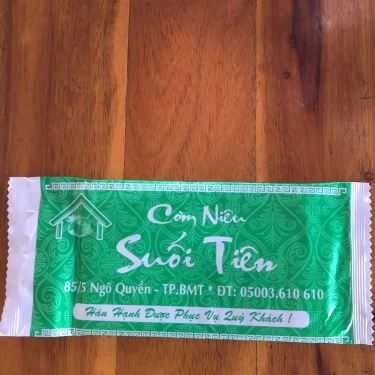 Cơm Niêu
Suối Tiên
85/5 Ngô Quyền - TP.BMT * ĐT: 05003.610 610
Hân Hạnh Được Phục Vụ Quý Khách !